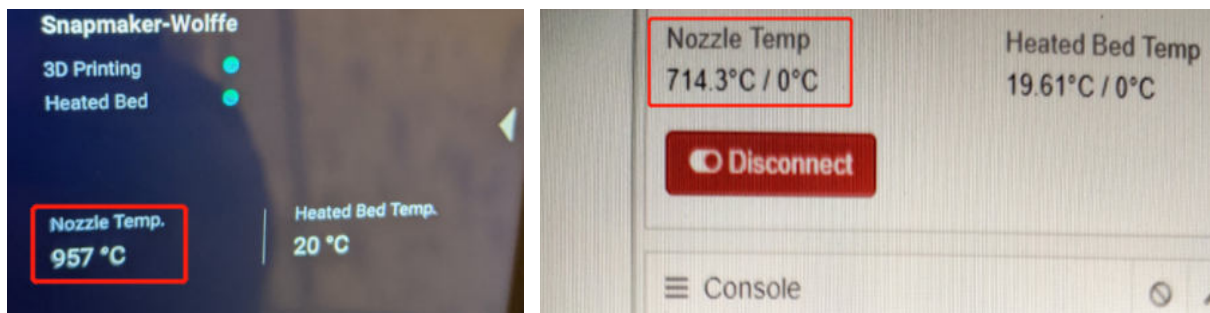 Snapmaker-Wolffe
3D Printing
Heated Bed
Nozzle Temp.
957 °C
Heated Bed Temp.
20 °C
Nozzle Temp
714.3°C / 0°C
Heated Bed Temp
19.61°C / 0°C
Disconnect
Console